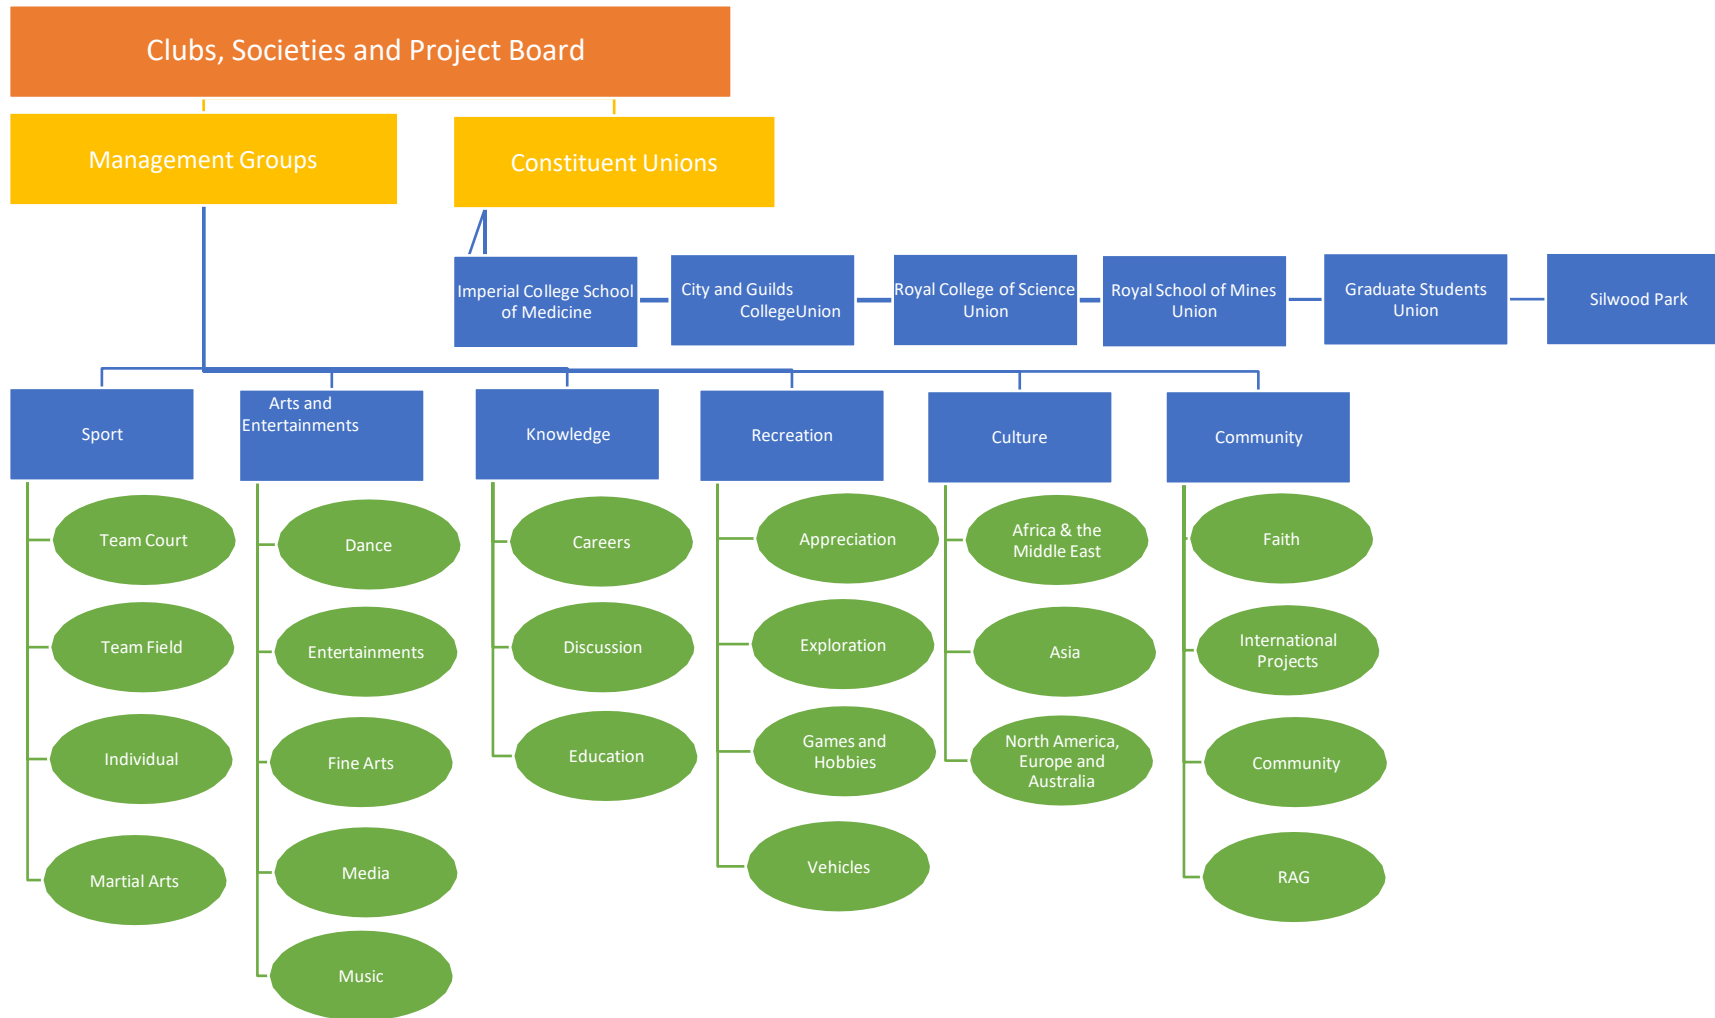 Clubs, Societies and Project Board
Management Groups
Constituent Unions
Imperial College School
of Medicine
City and Guilds
CollegeUnion
Royal College of Science
Union
Royal School of Mines
Union
Graduate Students
Union
Silwood Park
Sport
Arts and
Entertainments
Knowledge
Recreation
Culture
Community
Team Court
Team Field
Individual
Martial Arts
Dance
Entertainments
Fine Arts
Media
Music
Careers
Discussion
Education
Appreciation
Exploration
Games and
Hobbies
Vehicles
Africa & the
Middle East
Asia
North America,
Europe and
Australia
Faith
International
Projects
Community
RAG